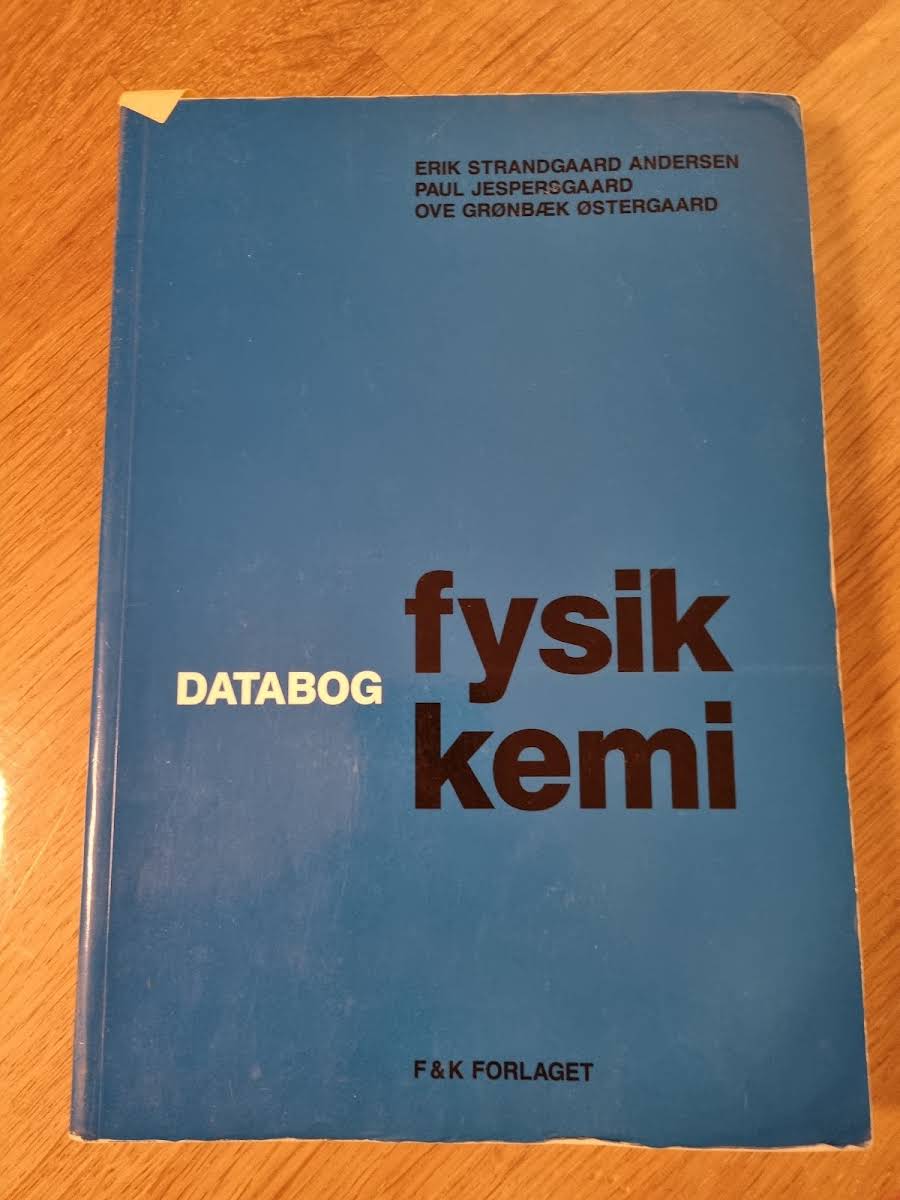 ERIK STRANDGAARD ANDERSEN
PAUL JESPERSGAARD
OVE GRØNBÆK ØSTERGAARD
DATABOG
fysik
kemi
F & K FORLAGET